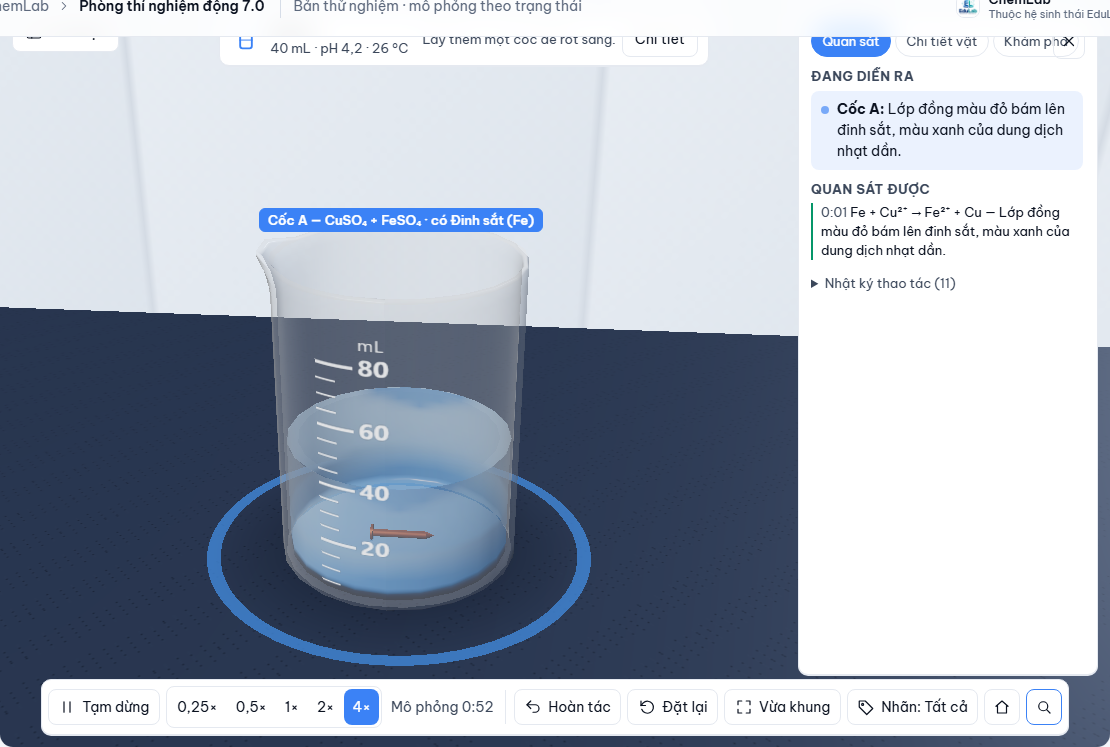 Phòng thí nghiệm động 7.0
Bản thử nghiệm · mô phỏng theo trạng thái
ChemLab
Thuộc hệ sinh thái
40 mL · pH 4,2 · 26 °C
Lấy thêm một cốc để rót sang.
Chi tiết
Quan sát
Chi tiết vật
Khám phá
ĐANG DIỄN RA
Cốc A: Lớp đồng màu đỏ bám lên
đinh sắt, màu xanh của dung dịch
nhạt dần.
QUAN SÁT ĐƯỢC
0:01 Fe + Cu²⁺ → Fe²⁺ + Cu — Lớp đồng
màu đỏ bám lên đinh sắt, màu xanh của
dung dịch nhạt dần.
Nhật ký thao tác (11)
Cốc A — CuSO₄ + FeSO₄ · có Đinh sắt (Fe)
mL
80
60
40
20
Tạm dừng
0,25×
0,5×
1×
2×
4×
Mô phỏng 0:52
Hoàn tác
Đặt lại
Vừa khung
Nhãn: Tất cả